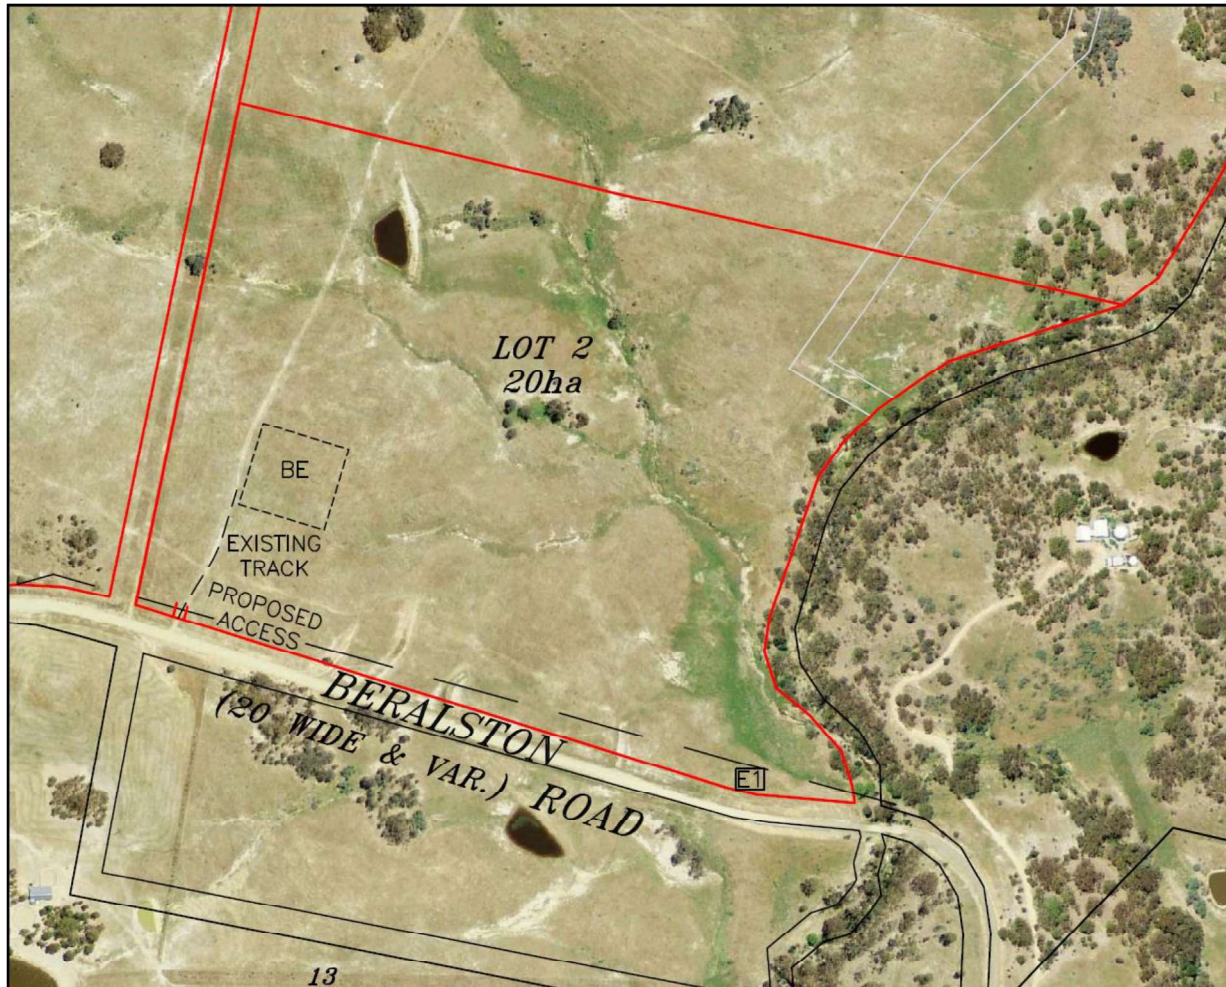 LOT 2
20ha
BE
EXISTING
TRACK
PROPOSED
ACCESS
BERALSTON ROAD
(20 WIDE & VAR.)
E1
13